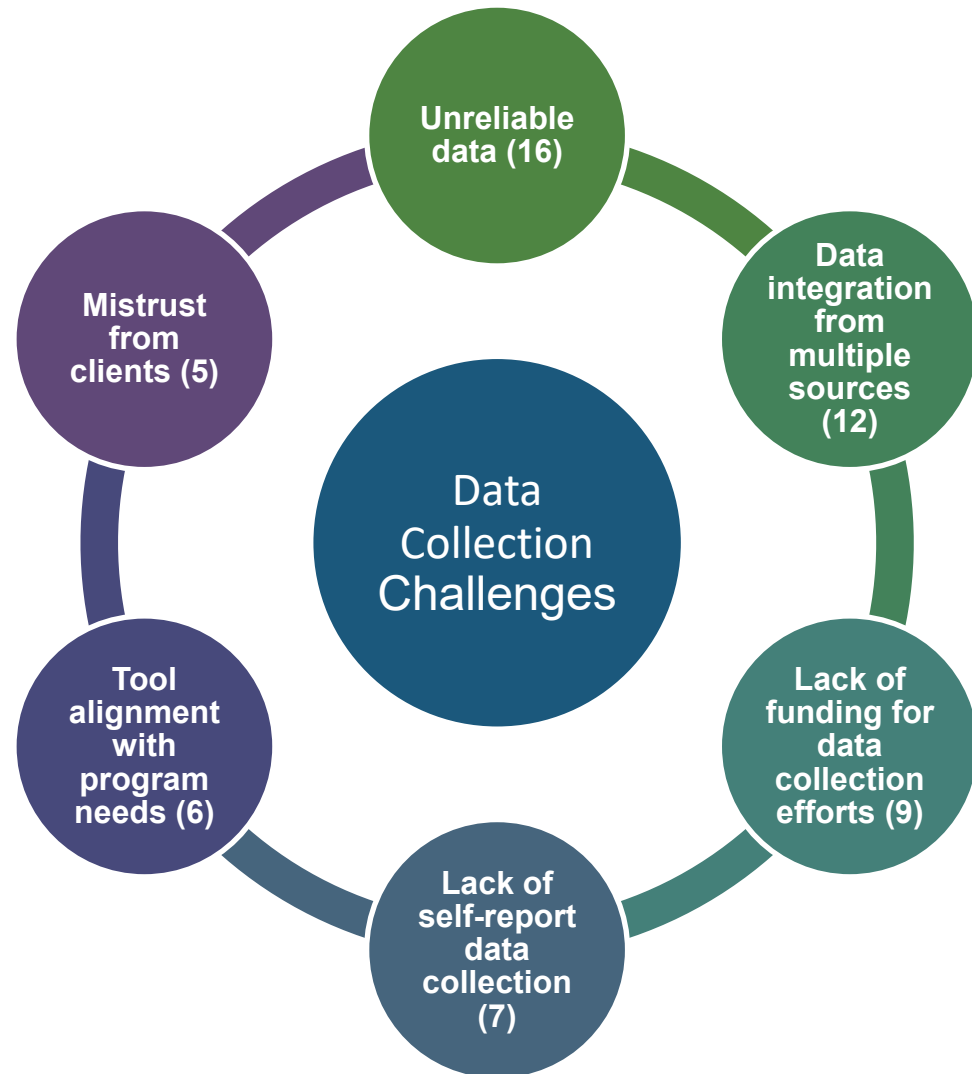 Unreliable
data (16)
Data
integration
from
multiple
sources
(12)
Lack of
funding for
data
collection
efforts (9)
Lack of
self-report
data
collection
(7)
Tool
alignment
with
program
needs (6)
Mistrust
from
clients (5)
Data
Collection
Challenges